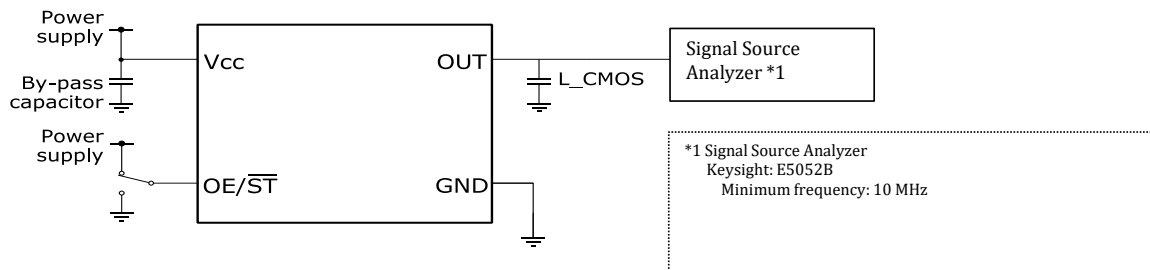 Power
supply
Vcc
By-pass
capacitor
Power
supply
OE/S̅T̅
OUT
L_CMOS
GND
Signal Source
Analyzer *1
*1 Signal Source Analyzer
Keysight: E5052B
Minimum frequency: 10 MHz